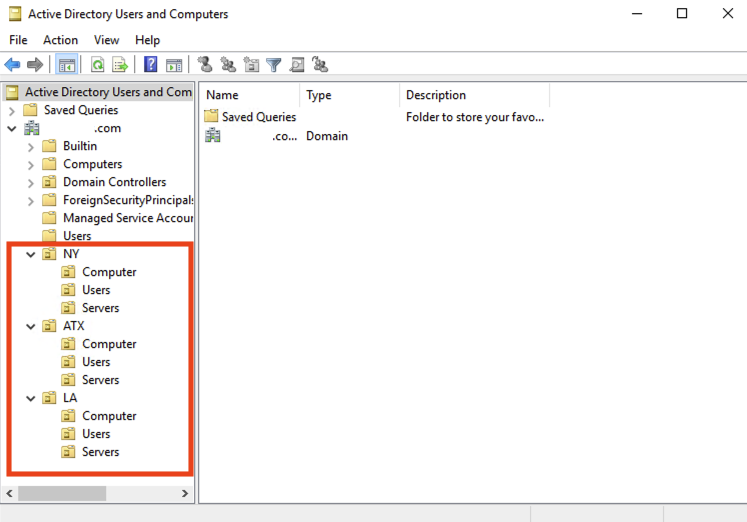 Active Directory Users and Computers
File Action View Help
Active Directory Users and Com
Saved Queries
.com
Builtin
Computers
Domain Controllers
ForeignSecurityPrincipals
Managed Service Accour
Users
NY
Computer
Users
Servers
ATX
Computer
Users
Servers
LA
Computer
Users
Servers
Name Type Description
Saved Queries Folder to store your favo...
.co... Domain